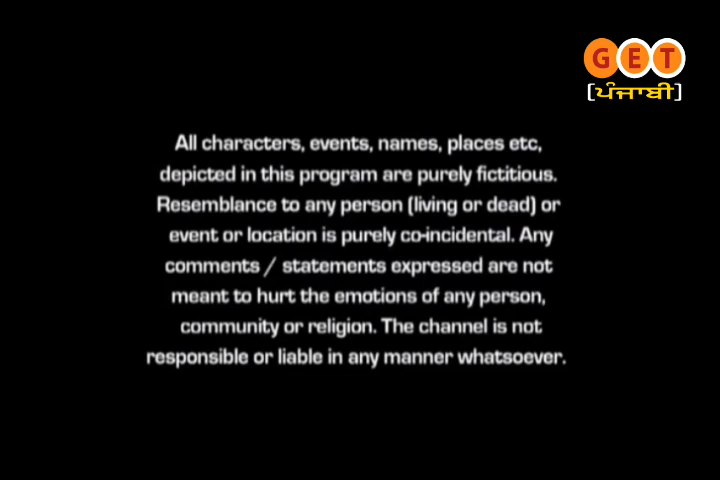 GET
[ਪੰਜਾਬੀ]
All characters, events, names, places etc,
depicted in this program are purely fictitious.
Resemblance to any person (living or dead) or
event or location is purely co-incidental. Any
comments / statements expressed are not
meant to hurt the emotions of any person,
community or religion. The channel is not
responsible or liable in any manner whatsoever.